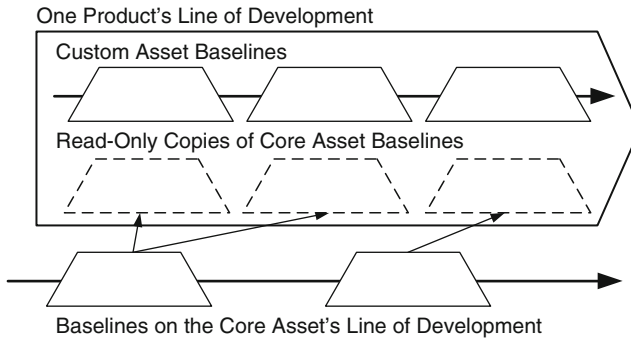 One Product's Line of Development
Custom Asset Baselines
Read-Only Copies of Core Asset Baselines
Baselines on the Core Asset's Line of Development